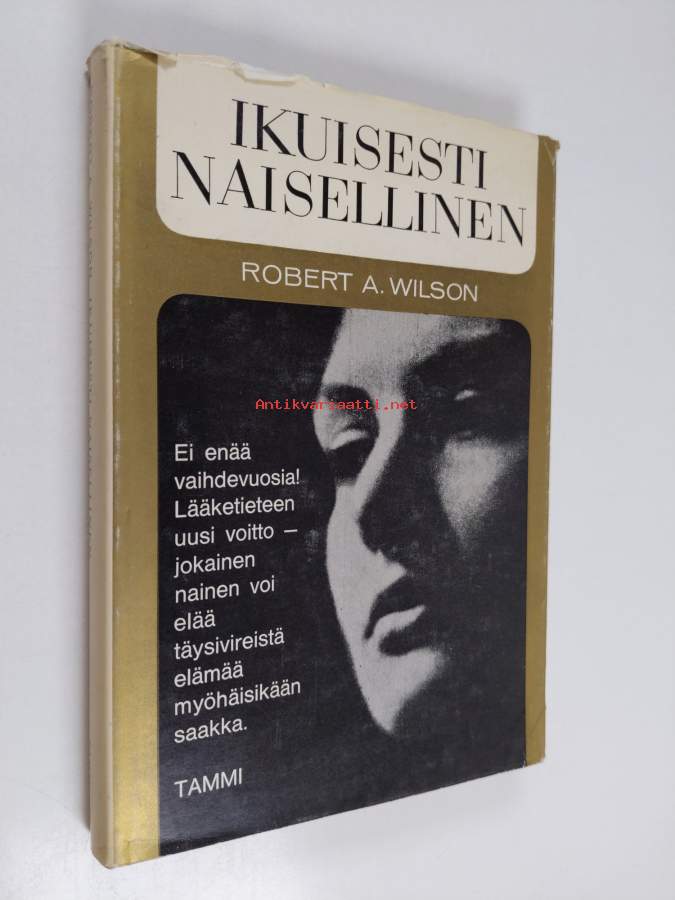 IKUISESTI
NAISELLINEN
ROBERT A. WILSON
Antikvariaatti.net
Ei enää
vaihdevuosia!
Lääketieteen
uusi voitto –
jokainen
nainen voi
elää
täysivireistä
elämää
myöhäisikään
saakka.
TAMMI